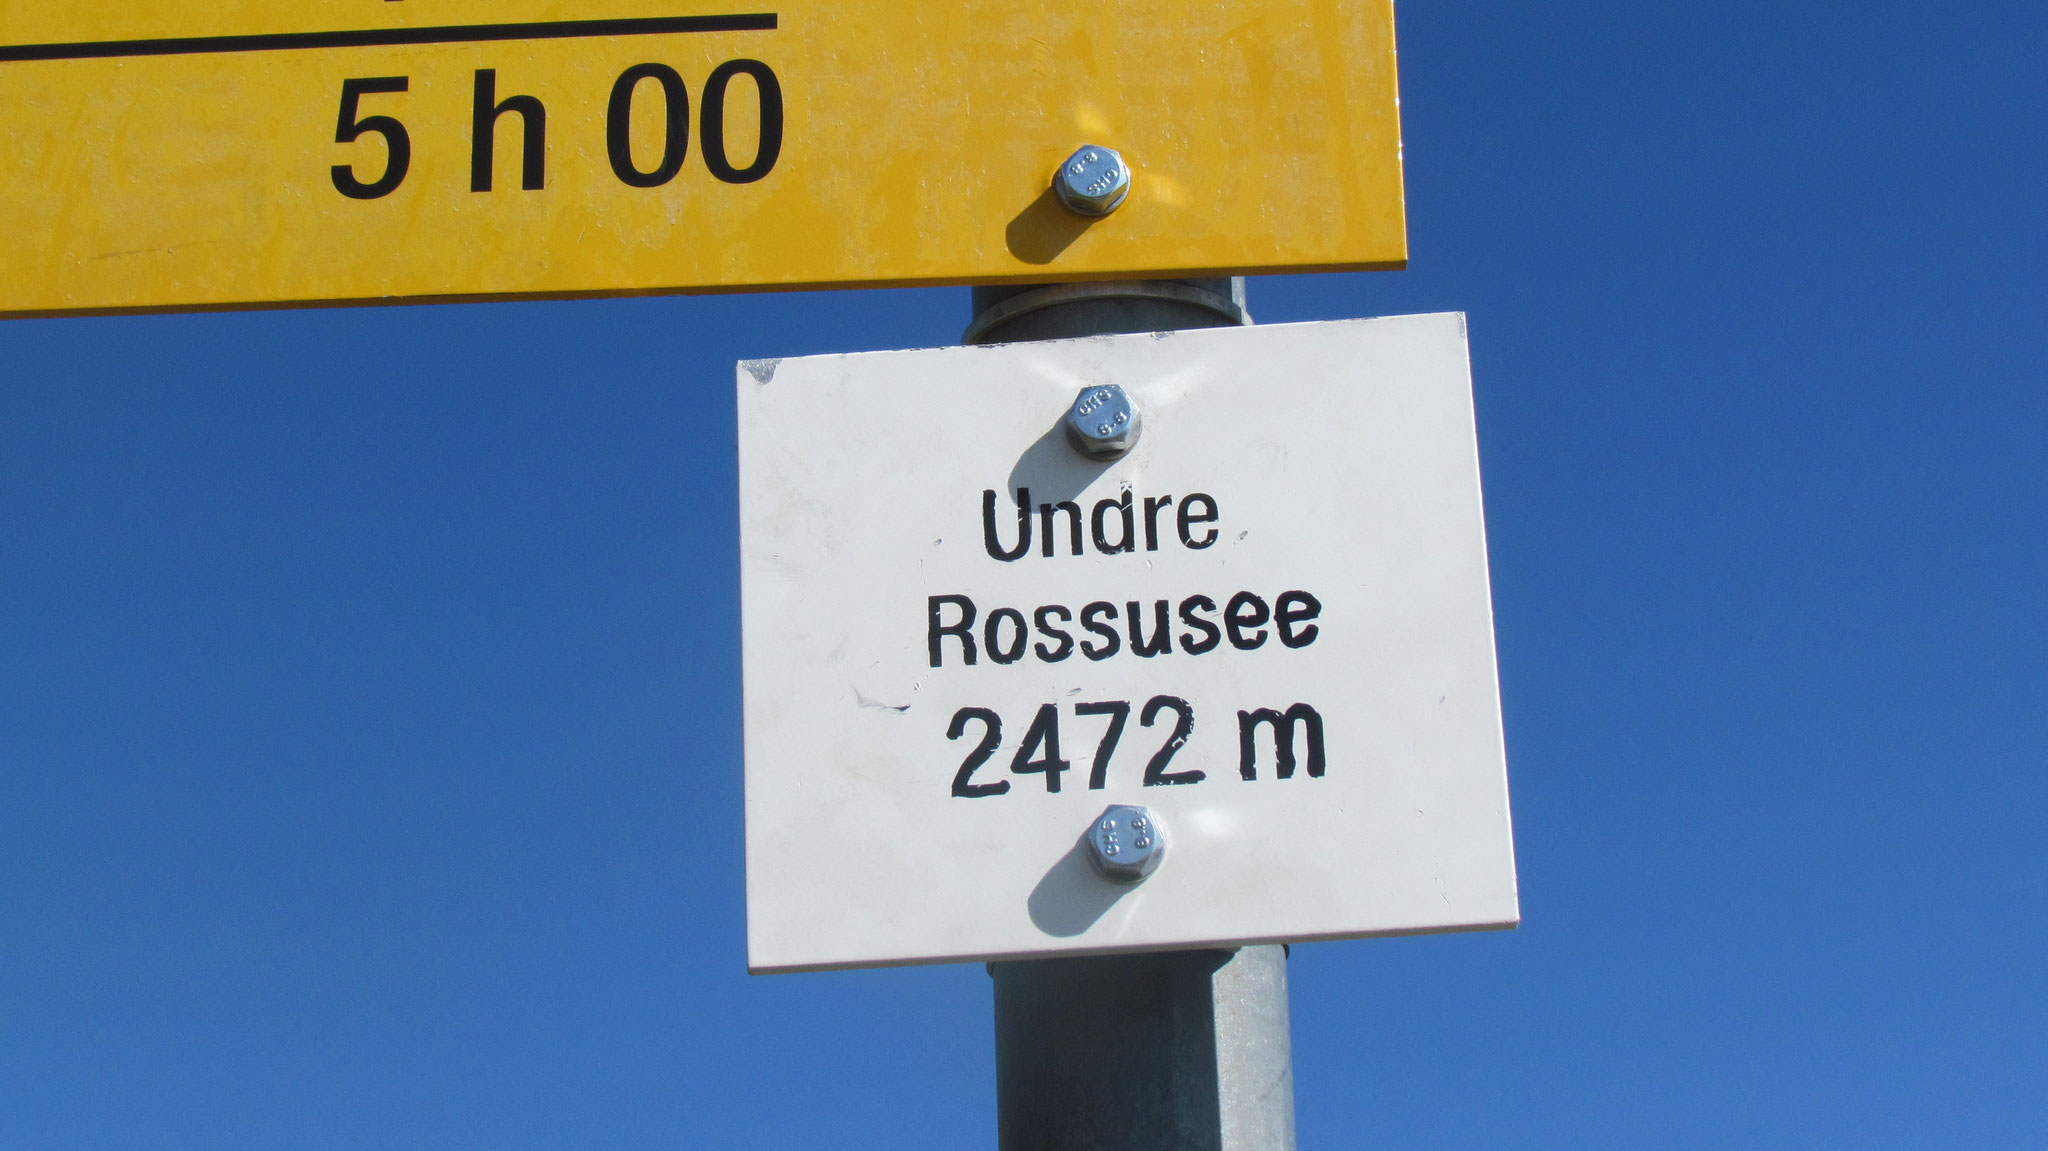 5 h 00
Undre
Rossusee
2472 m